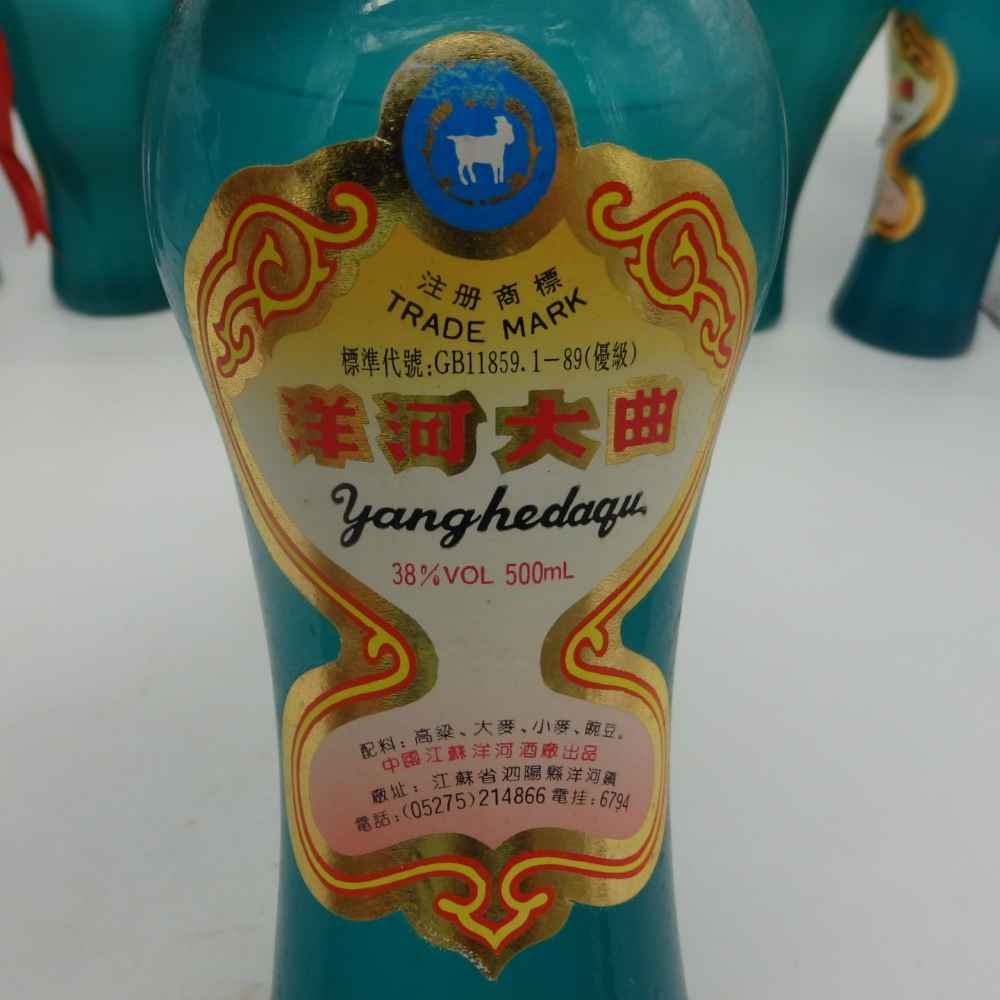 注册商標
TRADE MARK
標準代號:GB11859.1-89(優級)
洋河大曲
Yanghedaqu
38%VOL 500mL
配料:高梁、大麥、小麥、豌豆。
中國江蘇洋河酒廠出品
廠址:江蘇省泗陽縣洋河鎮
電話:(05275)214866 電挂:6794